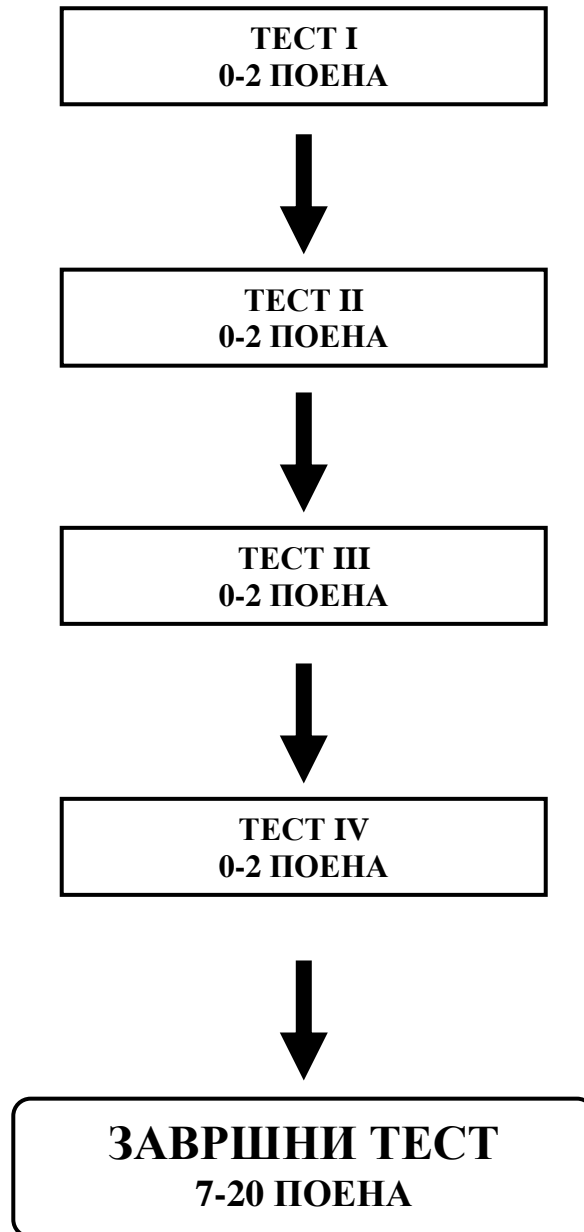 ТЕСТ I
0-2 ПОЕНА
ТЕСТ II
0-2 ПОЕНА
ТЕСТ III
0-2 ПОЕНА
ТЕСТ IV
0-2 ПОЕНА
ЗАВРШНИ ТЕСТ
7-20 ПОЕНА